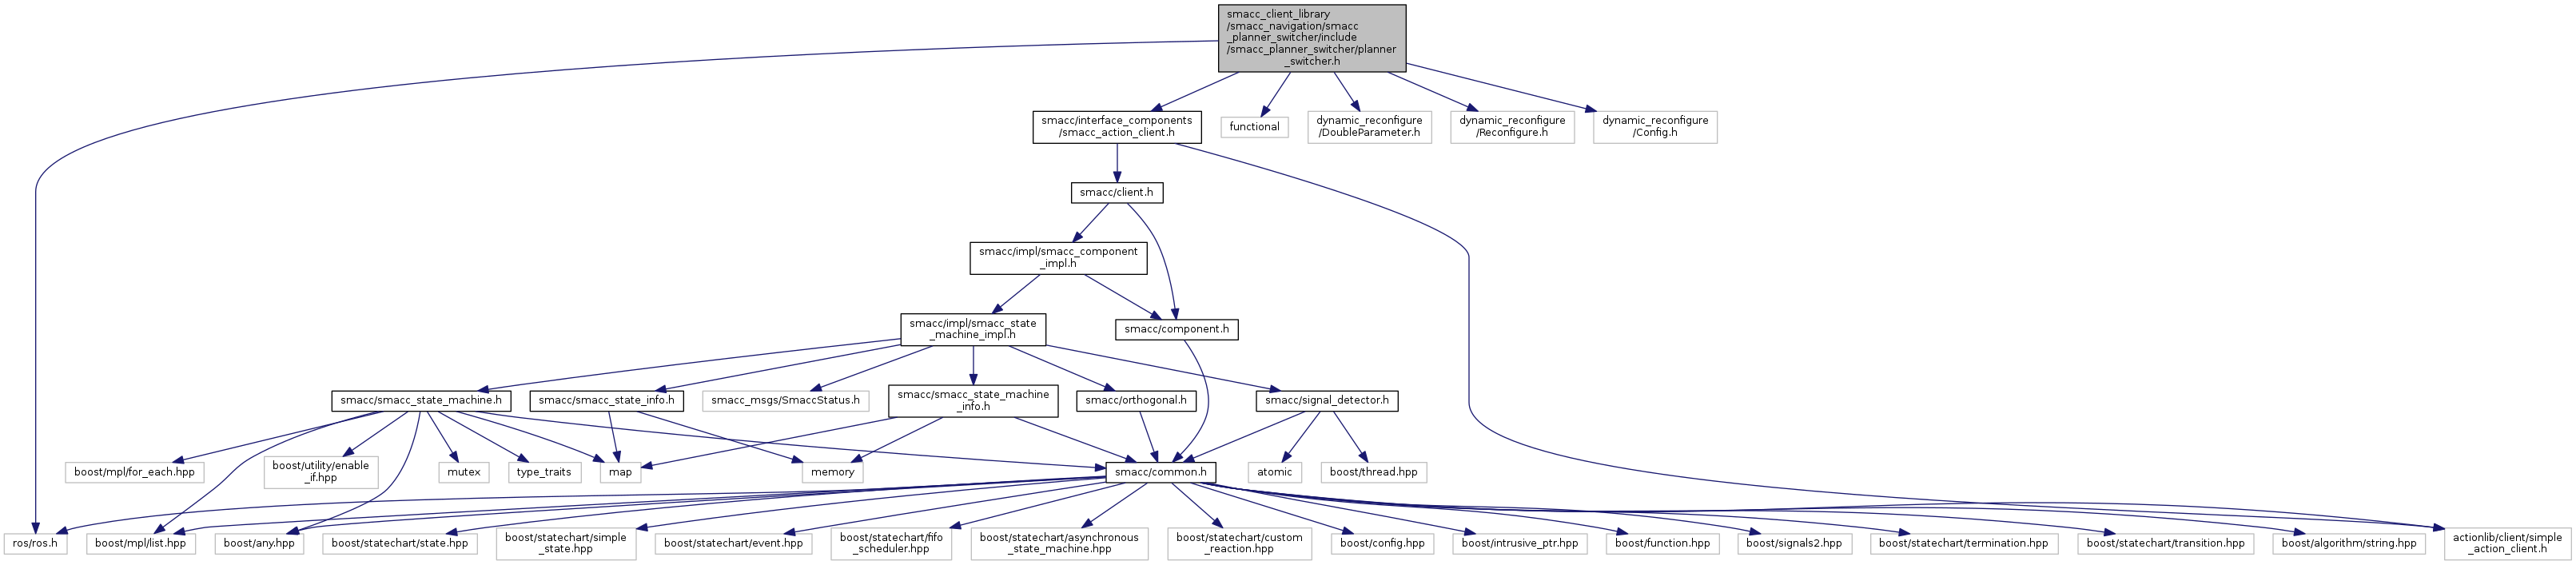 smacc_client_library
/smacc_navigation/smacc
_planner_switcher/include
/smacc_planner_switcher/planner
_switcher.h
smacc/interface_components
/smacc_action_client.h
functional
dynamic_reconfigure
/DoubleParameter.h
dynamic_reconfigure
/Reconfigure.h
dynamic_reconfigure
/Config.h
smacc/client.h
smacc/impl/smacc_component
_impl.h
smacc/impl/smacc_state
_machine_impl.h
smacc/component.h
smacc/smacc_state_machine.h
smacc/smacc_state_info.h
smacc_msgs/SmaccStatus.h
smacc/smacc_state_machine
_info.h
smacc/orthogonal.h
smacc/signal_detector.h
boost/mpl/for_each.hpp
boost/utility/enable
_if.hpp
mutex
type_traits
map
memory
smacc/common.h
atomic
boost/thread.hpp
ros/ros.h
boost/mpl/list.hpp
boost/any.hpp
boost/statechart/state.hpp
boost/statechart/simple
_state.hpp
boost/statechart/event.hpp
boost/statechart/fifo
_scheduler.hpp
boost/statechart/asynchronous
_state_machine.hpp
boost/statechart/custom
_reaction.hpp
boost/config.hpp
boost/intrusive_ptr.hpp
boost/function.hpp
boost/signals2.hpp
boost/statechart/termination.hpp
boost/statechart/transition.hpp
boost/algorithm/string.hpp
actionlib/client/simple
_action_client.h